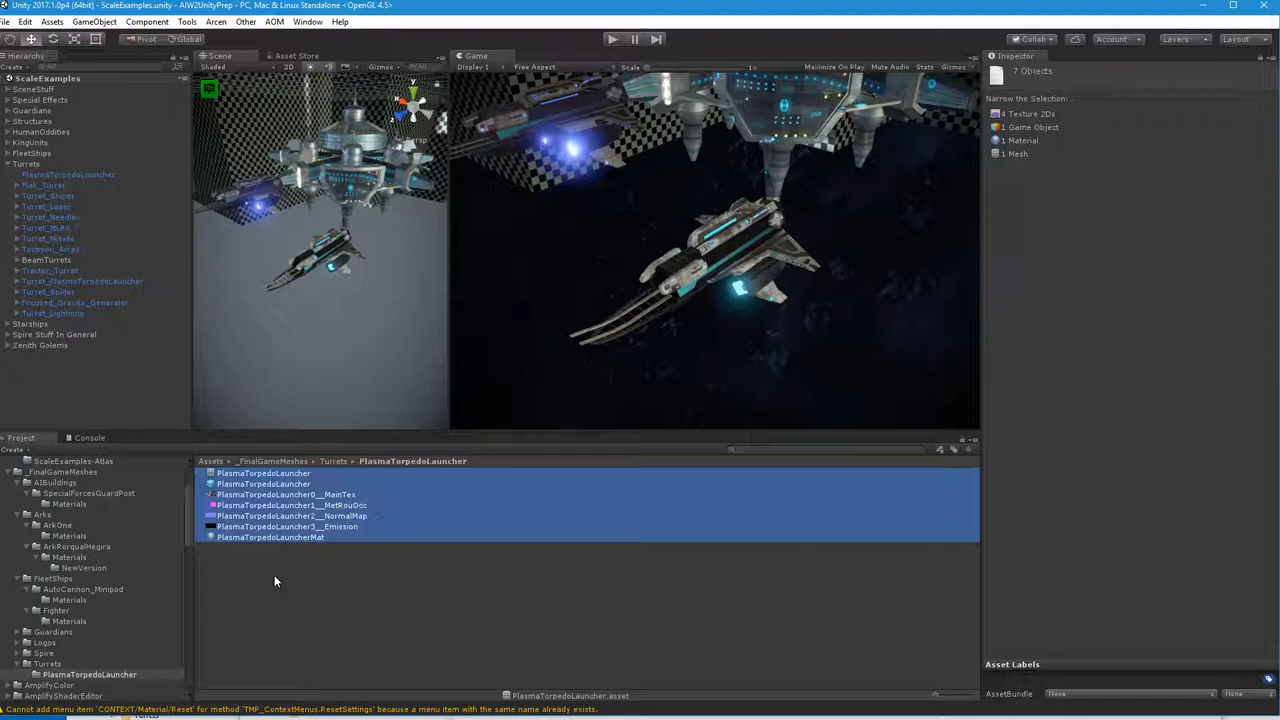 Unity 2017.1.0p4 (64bit) - ScaleExamples.unity - AIW2UnityPrep - PC, Mac & Linux Standalone <OpenGL 4.5>
File Edit Assets GameObject Component Tools Arcen Other AOM Window Help
Pivot Global Collab Account Layers Layout
Hierarchy Scene Asset Store Game Inspector
Create All Shaded 2D Gizmos All Display 1 Free Aspect Scale 1x Maximize On Play Mute Audio Stats Gizmos
7 Objects
Narrow the Selection:
4 Texture 2Ds
1 Game Object
1 Material
1 Mesh
y
x
z
Persp
ScaleExamples
SceneStuff
Special Effects
Guardians
Structures
HumanOddities
KingUnits
FleetShips
Turrets
PlasmaTorpedoLauncher
Flak_Turret
Turret_Sniper
Turret_Laser
Turret_Needle
Turret_MLRS
Turret_Missile
Tachyon_Array
BeamTurrets
Tractor_Turret
Turret_PlasmaTorpedoLauncher
Turret_Spider
Focused_Gravity_Generator
Turret_Lightning
Starships
Spire Stuff In General
Zenith Golems
Project Console
Create
ScaleExamples-Atlas
_FinalGameMeshes
AIBuildings
SpecialForcesGuardPost
Materials
Arks
ArkOne
Materials
ArkRorqualHegira
Materials
NewVersion
FleetShips
AutoCannon_Minipod
Materials
Fighter
Materials
Guardians
Logos
Spire
Turrets
PlasmaTorpedoLauncher
AmplifyColor
AmplifyShaderEditor
Assets _FinalGameMeshes Turrets PlasmaTorpedoLauncher
PlasmaTorpedoLauncher
PlasmaTorpedoLauncher
PlasmaTorpedoLauncher0__MainTex
PlasmaTorpedoLauncher1__MetRouOcc
PlasmaTorpedoLauncher2__NormalMap
PlasmaTorpedoLauncher3__Emission
PlasmaTorpedoLauncherMat
PlasmaTorpedoLauncher.asset
Asset Labels
AssetBundle None None
Cannot add menu item 'CONTEXT/Material/Reset' for method 'TMP_ContextMenus.ResetSettings' because a menu item with the same name already exists.